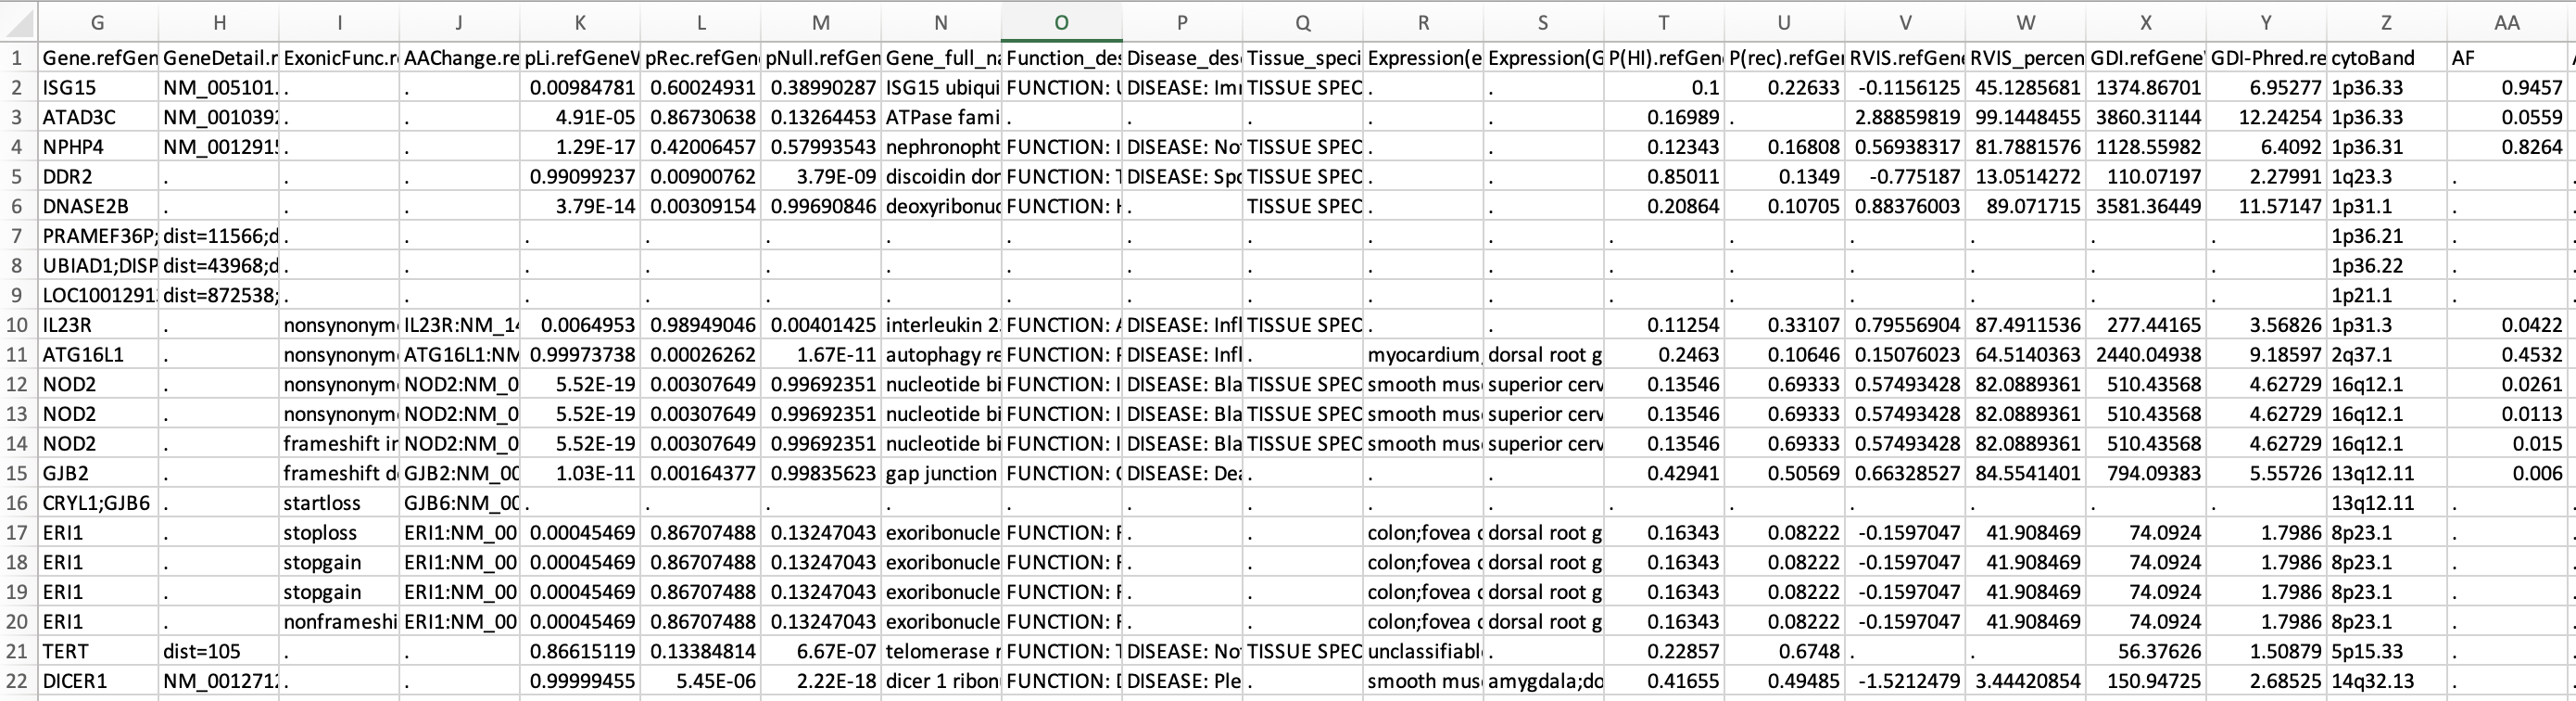 G H I J K L M N O P Q R S T U V W X Y Z AA
1 Gene.refGen GeneDetail.r ExonicFunc.r AAChange.re pLi.refGeneW pRec.refGen pNull.refGen Gene_full_na Function_des Disease_desc Tissue_speci Expression(e Expression(G P(HI).refGen P(rec).refGen RVIS.refGene RVIS_percen GDI.refGene GDI-Phred.re cytoBand AF
2 ISG15 NM_005101. . . 0.00984781 0.60024931 0.38990287 ISG15 ubiqui FUNCTION: U DISEASE: Imm TISSUE SPEC . . 0.1 0.22633 -0.1156125 45.1285681 1374.86701 6.95277 1p36.33 0.9457
3 ATAD3C NM_0010392 . . 4.91E-05 0.86730638 0.13264453 ATPase fami . . . . . 0.16989 . 2.88859819 99.1448455 3860.31144 12.24254 1p36.33 0.0559
4 NPHP4 NM_0012915 . . 1.29E-17 0.42006457 0.57993543 nephronopht FUNCTION: I DISEASE: No TISSUE SPEC . . 0.12343 0.16808 0.56938317 81.7881576 1128.55982 6.4092 1p36.31 0.8264
5 DDR2 . . . 0.99099237 0.00900762 3.79E-09 discoidin dor FUNCTION: T DISEASE: Spo TISSUE SPEC . . 0.85011 0.1349 -0.775187 13.0514272 110.07197 2.27991 1q23.3 .
6 DNASE2B . . . 3.79E-14 0.00309154 0.99690846 deoxyribonuc FUNCTION: H . TISSUE SPEC . . 0.20864 0.10705 0.88376003 89.071715 3581.36449 11.57147 1p31.1 .
7 PRAMEF36P; dist=11566;d . . . . . . . . . . . . . . . . . 1p36.21 .
8 UBIAD1;DISP dist=43968;d . . . . . . . . . . . . . . . . . 1p36.22 .
9 LOC10012913 dist=872538; . . . . . . . . . . . . . . . . . 1p21.1 .
10 IL23R . nonsynonym IL23R:NM_14 0.0064953 0.98949046 0.00401425 interleukin 2 FUNCTION: A DISEASE: Infl TISSUE SPEC . . 0.11254 0.33107 0.79556904 87.4911536 277.44165 3.56826 1p31.3 0.0422
11 ATG16L1 . nonsynonym ATG16L1:NM 0.99973738 0.00026262 1.67E-11 autophagy re FUNCTION: P DISEASE: Infl . myocardium dorsal root g 0.2463 0.10646 0.15076023 64.5140363 2440.04938 9.18597 2q37.1 0.4532
12 NOD2 . nonsynonym NOD2:NM_0 5.52E-19 0.00307649 0.99692351 nucleotide bi FUNCTION: I DISEASE: Bla TISSUE SPEC smooth mus superior cerv 0.13546 0.69333 0.57493428 82.0889361 510.43568 4.62729 16q12.1 0.0261
13 NOD2 . nonsynonym NOD2:NM_0 5.52E-19 0.00307649 0.99692351 nucleotide bi FUNCTION: I DISEASE: Bla TISSUE SPEC smooth mus superior cerv 0.13546 0.69333 0.57493428 82.0889361 510.43568 4.62729 16q12.1 0.0113
14 NOD2 . frameshift in NOD2:NM_0 5.52E-19 0.00307649 0.99692351 nucleotide bi FUNCTION: I DISEASE: Bla TISSUE SPEC smooth mus superior cerv 0.13546 0.69333 0.57493428 82.0889361 510.43568 4.62729 16q12.1 0.015
15 GJB2 . frameshift de GJB2:NM_00 1.03E-11 0.00164377 0.99835623 gap junction FUNCTION: C DISEASE: Dea . . . 0.42941 0.50569 0.66328527 84.5541401 794.09383 5.55726 13q12.11 0.006
16 CRYL1;GJB6 . startloss GJB6:NM_00 . . . . . . . . . . . . . . . 13q12.11 .
17 ERI1 . stoploss ERI1:NM_00 0.00045469 0.86707488 0.13247043 exoribonucle FUNCTION: R . . colon;fovea c dorsal root g 0.16343 0.08222 -0.1597047 41.908469 74.0924 1.7986 8p23.1 .
18 ERI1 . stopgain ERI1:NM_00 0.00045469 0.86707488 0.13247043 exoribonucle FUNCTION: R . . colon;fovea c dorsal root g 0.16343 0.08222 -0.1597047 41.908469 74.0924 1.7986 8p23.1 .
19 ERI1 . stopgain ERI1:NM_00 0.00045469 0.86707488 0.13247043 exoribonucle FUNCTION: R . . colon;fovea c dorsal root g 0.16343 0.08222 -0.1597047 41.908469 74.0924 1.7986 8p23.1 .
20 ERI1 . nonframeshi ERI1:NM_00 0.00045469 0.86707488 0.13247043 exoribonucle FUNCTION: R . . colon;fovea c dorsal root g 0.16343 0.08222 -0.1597047 41.908469 74.0924 1.7986 8p23.1 .
21 TERT dist=105 . . 0.86615119 0.13384814 6.67E-07 telomerase r FUNCTION: T DISEASE: No TISSUE SPEC unclassifiabl . 0.22857 0.6748 . . 56.37626 1.50879 5p15.33 .
22 DICER1 NM_0012712 . . 0.99999455 5.45E-06 2.22E-18 dicer 1 ribon FUNCTION: D DISEASE: Ple . smooth mus amygdala;do 0.41655 0.49485 -1.5212479 3.44420854 150.94725 2.68525 14q32.13 .